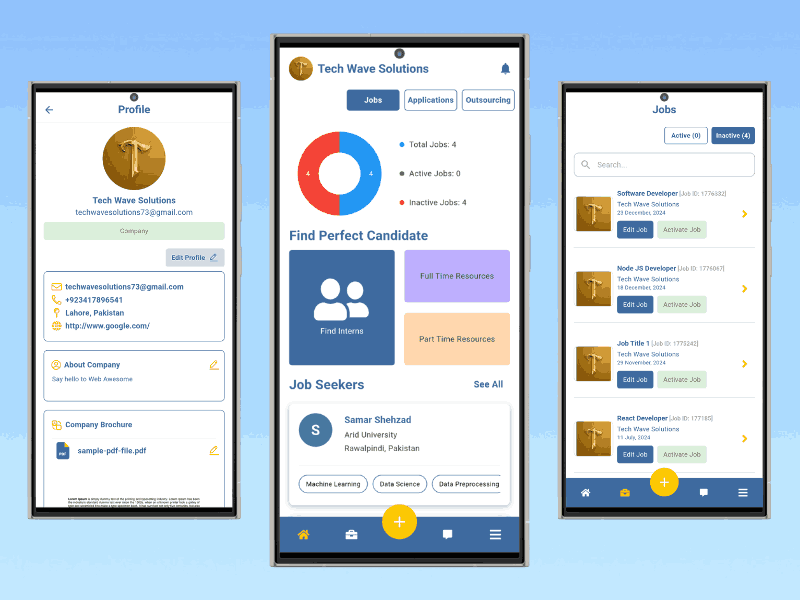 Profile
Tech Wave Solutions
techwavesolutions73@gmail.com
Company
Edit Profile
techwavesolutions73@gmail.com
+923417896541
Lahore, Pakistan
http://www.google.com/
About Company
Say hello to Web Awesome
Company Brochure
PDF
sample-pdf-file.pdf
Tech Wave Solutions
Jobs
Applications
Outsourcing
4
4
Total Jobs: 4
Active Jobs: 0
Inactive Jobs: 4
Find Perfect Candidate
Find Interns
Full Time Resources
Part Time Resources
Job Seekers
See All
S
Samar Shehzad
Arid University
Rawalpindi, Pakistan
Machine Learning
Data Science
Data Preprocessing
Jobs
Active (0)
Inactive (4)
Search...
Software Developer [Job ID: 1776332]
Tech Wave Solutions
23 December, 2024
Edit Job
Activate Job
Node JS Developer [Job ID: 1776067]
Tech Wave Solutions
18 December, 2024
Edit Job
Activate Job
Job Title 1 [Job ID: 1775242]
Tech Wave Solutions
29 November, 2024
Edit Job
Activate Job
React Developer [Job ID: 177185]
Tech Wave Solutions
11 July, 2024
Edit Job
Activate Job